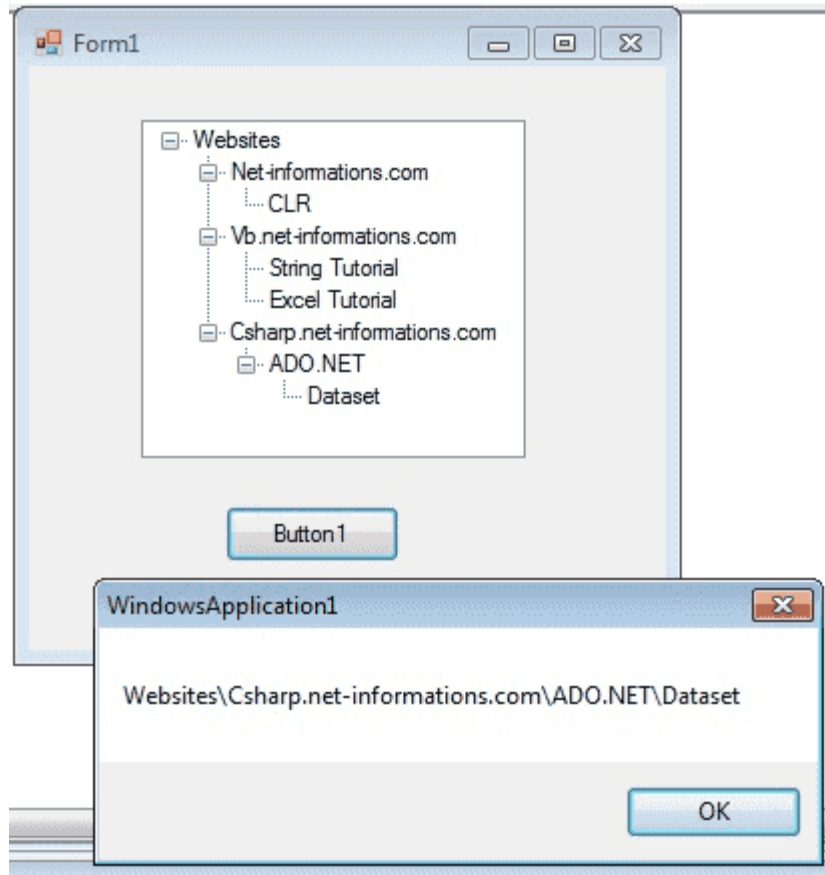 Form1
Websites
Net-informations.com
CLR
Vb.net-informations.com
String Tutorial
Excel Tutorial
Csharp.net-informations.com
ADO.NET
Dataset
Button1
WindowsApplication1
Websites\Csharp.net-informations.com\ADO.NET\Dataset
OK